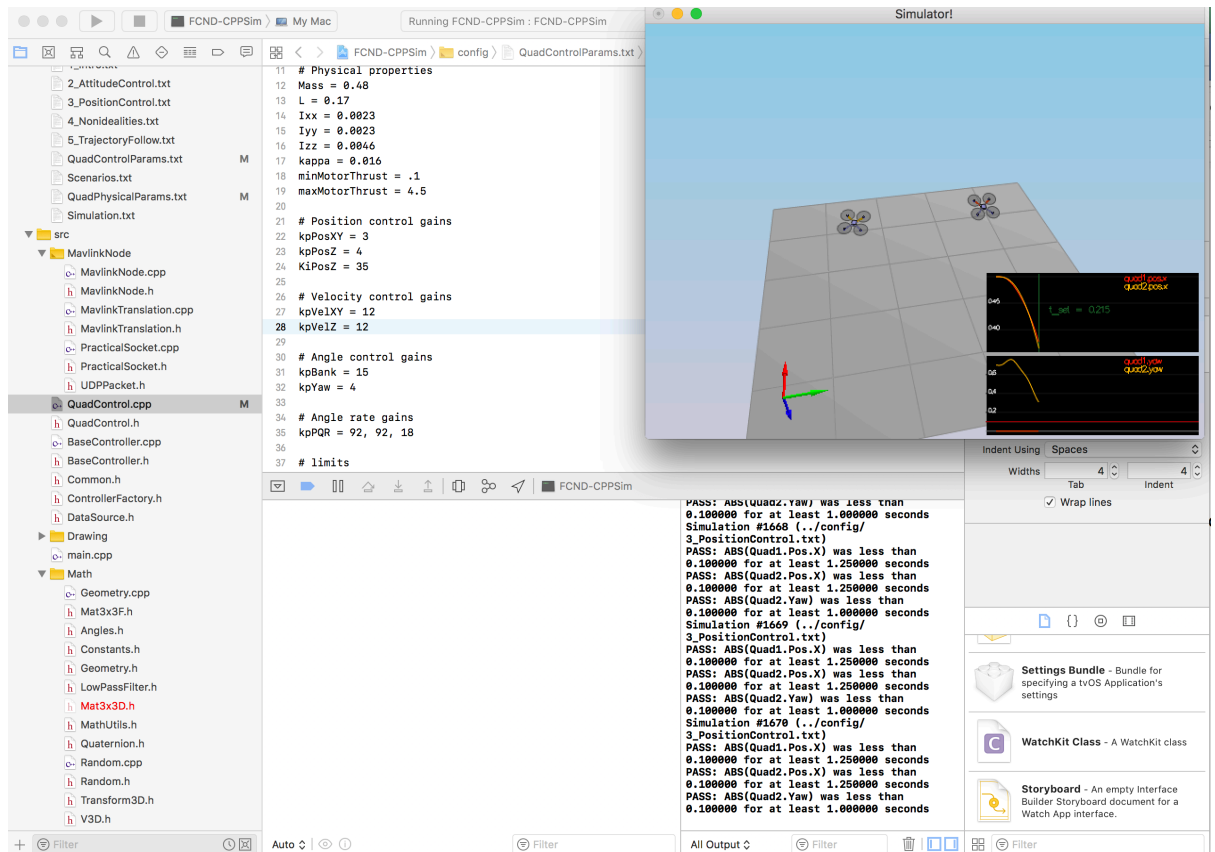 FCND-CPPSim 〉 My Mac
Running FCND-CPPSim : FCND-CPPSim
Simulator!
FCND-CPPSim 〉 config 〉 QuadControlParams.txt 〉
2_AttitudeControl.txt
3_PositionControl.txt
4_Nonidealities.txt
5_TrajectoryFollow.txt
QuadControlParams.txt M
Scenarios.txt
QuadPhysicalParams.txt M
Simulation.txt
src
MavlinkNode
MavlinkNode.cpp
MavlinkNode.h
MavlinkTranslation.cpp
MavlinkTranslation.h
PracticalSocket.cpp
PracticalSocket.h
UDPPacket.h
QuadControl.cpp M
QuadControl.h
BaseController.cpp
BaseController.h
Common.h
ControllerFactory.h
DataSource.h
Drawing
main.cpp
Math
Geometry.cpp
Mat3x3F.h
Angles.h
Constants.h
Geometry.h
LowPassFilter.h
Mat3x3D.h
MathUtils.h
Quaternion.h
Random.cpp
Random.h
Transform3D.h
V3D.h
Filter
11 # Physical properties
12 Mass = 0.48
13 L = 0.17
14 Ixx = 0.0023
15 Iyy = 0.0023
16 Izz = 0.0046
17 kappa = 0.016
18 minMotorThrust = .1
19 maxMotorThrust = 4.5
20
21 # Position control gains
22 kpPosXY = 3
23 kpPosZ = 4
24 KiPosZ = 35
25
26 # Velocity control gains
27 kpVelXY = 12
28 kpVelZ = 12
29
30 # Angle control gains
31 kpBank = 15
32 kpYaw = 4
33
34 # Angle rate gains
35 kpPQR = 92, 92, 18
36
37 # limits
quad1.pos.x
quad2.pos.x
0.45
t_set = 0.215
0.40
quad1.yaw
quad2.yaw
0.6
0.4
0.2
FCND-CPPSim
Auto
Filter
PASS: ABS(Quad2.Yaw) was less than
0.100000 for at least 1.000000 seconds
Simulation #1668 (../config/
3_PositionControl.txt)
PASS: ABS(Quad1.Pos.X) was less than
0.100000 for at least 1.250000 seconds
PASS: ABS(Quad2.Pos.X) was less than
0.100000 for at least 1.250000 seconds
PASS: ABS(Quad2.Yaw) was less than
0.100000 for at least 1.000000 seconds
Simulation #1669 (../config/
3_PositionControl.txt)
PASS: ABS(Quad1.Pos.X) was less than
0.100000 for at least 1.250000 seconds
PASS: ABS(Quad2.Pos.X) was less than
0.100000 for at least 1.250000 seconds
PASS: ABS(Quad2.Yaw) was less than
0.100000 for at least 1.000000 seconds
Simulation #1670 (../config/
3_PositionControl.txt)
PASS: ABS(Quad1.Pos.X) was less than
0.100000 for at least 1.250000 seconds
PASS: ABS(Quad2.Pos.X) was less than
0.100000 for at least 1.250000 seconds
PASS: ABS(Quad2.Yaw) was less than
0.100000 for at least 1.000000 seconds
All Output
Filter
Indent Using Spaces
Widths 4 4
Tab Indent
Wrap lines
Settings Bundle - Bundle for
specifying a tvOS Application's
settings
C
WatchKit Class - A WatchKit class
Storyboard - An empty Interface
Builder Storyboard document for a
Watch App interface.
Filter